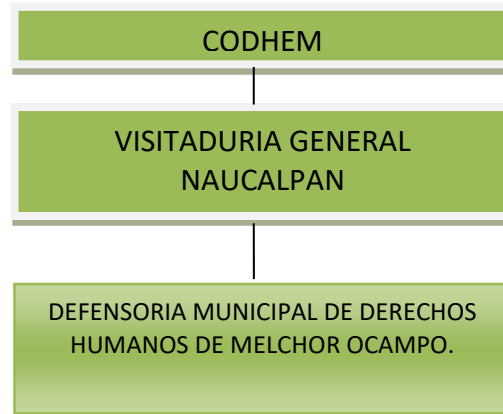 CODHEM
VISITADURIA GENERAL
NAUCALPAN
DEFENSORIA MUNICIPAL DE DERECHOS
HUMANOS DE MELCHOR OCAMPO.